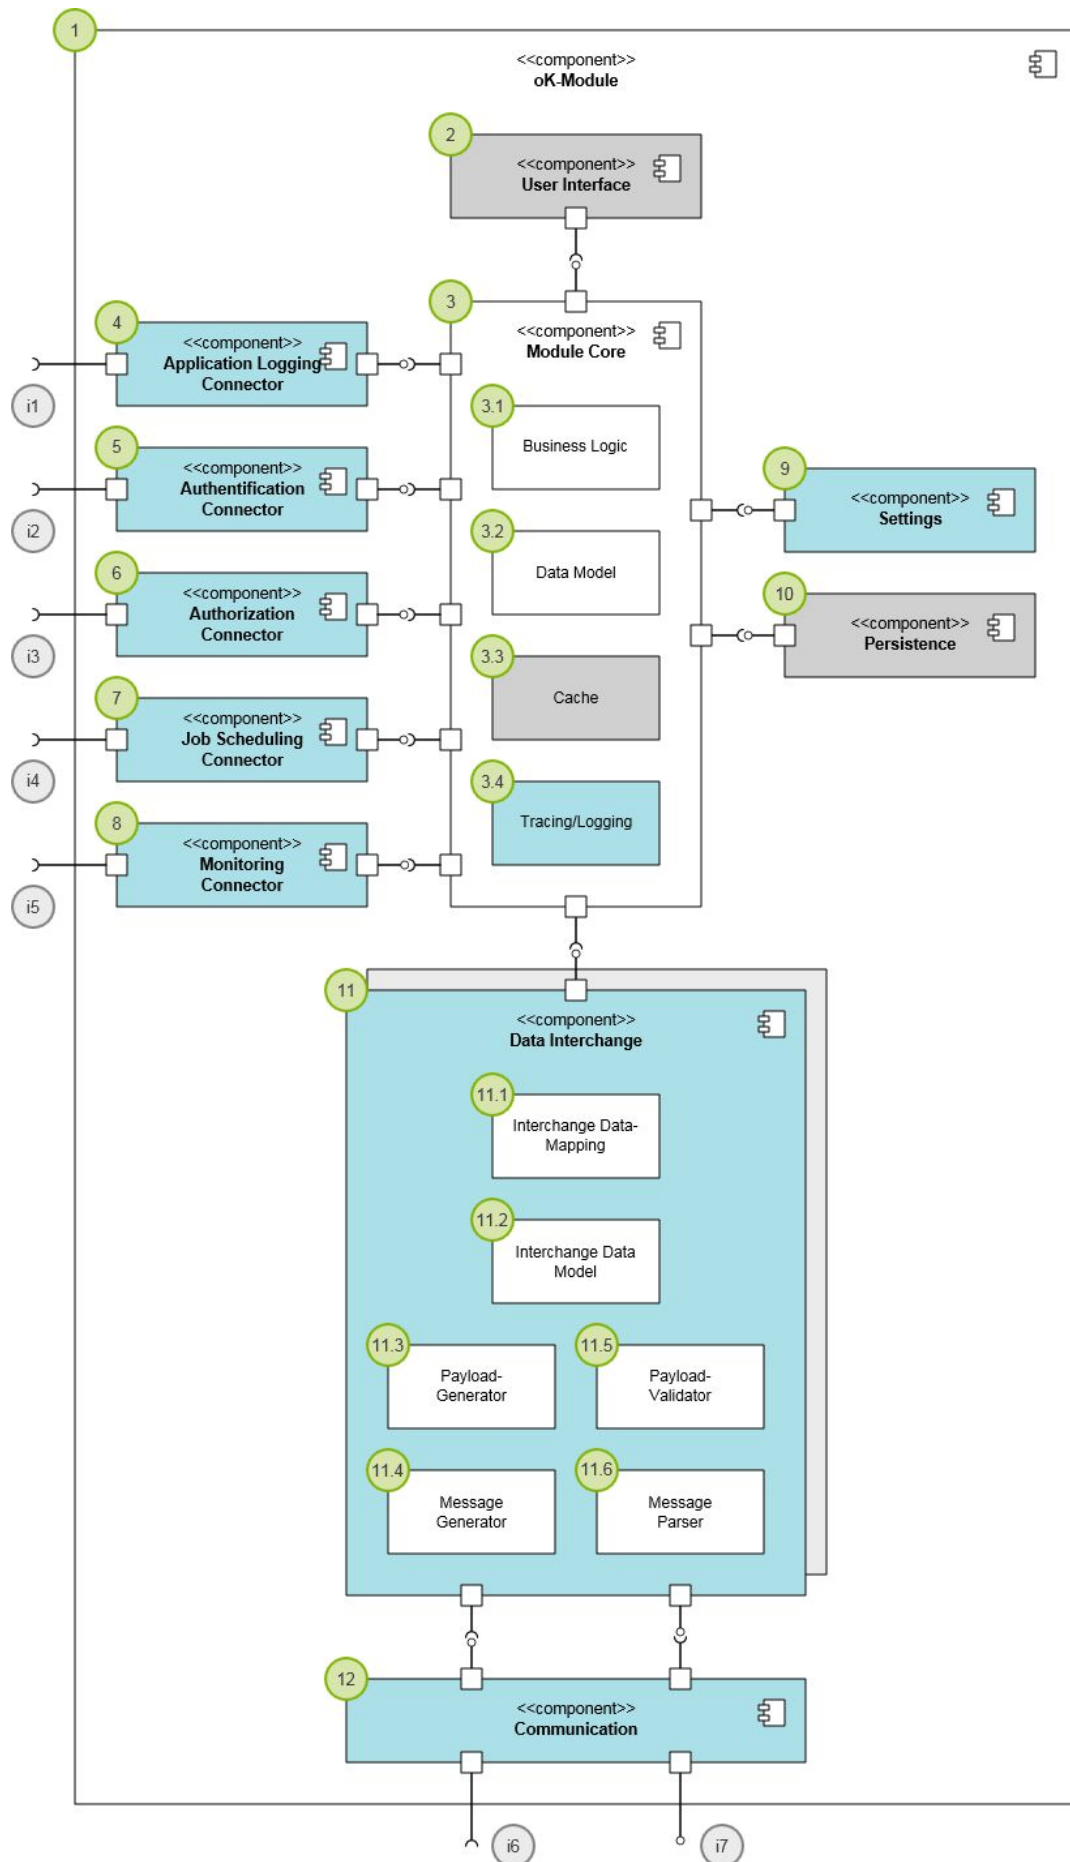 1
<<component>>
oK-Module
2
<<component>>
User Interface
3
<<component>>
Module Core
4
<<component>>
Application Logging
Connector
i1
3.1
Business Logic
5
<<component>>
Authentification
Connector
i2
9
<<component>>
Settings
3.2
Data Model
6
<<component>>
Authorization
Connector
i3
10
<<component>>
Persistence
3.3
Cache
7
<<component>>
Job Scheduling
Connector
i4
3.4
Tracing/Logging
8
<<component>>
Monitoring
Connector
i5
11
<<component>>
Data Interchange
11.1
Interchange Data-
Mapping
11.2
Interchange Data
Model
11.3
Payload-
Generator
11.5
Payload-
Validator
11.4
Message
Generator
11.6
Message
Parser
12
<<component>>
Communication
i6
i7